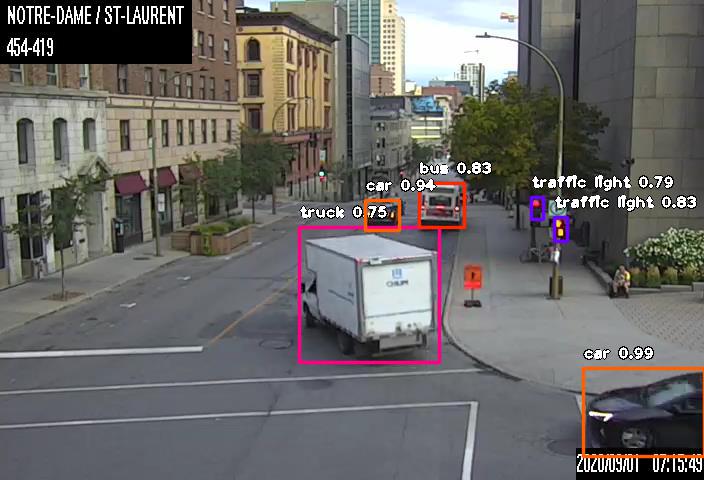 NOTRE-DAME / ST-LAURENT
454-419
bus 0.83
car 0.94
truck 0.75
traffic light 0.79
traffic light 0.83
CHUM
car 0.99
2020/09/01 07:15:49